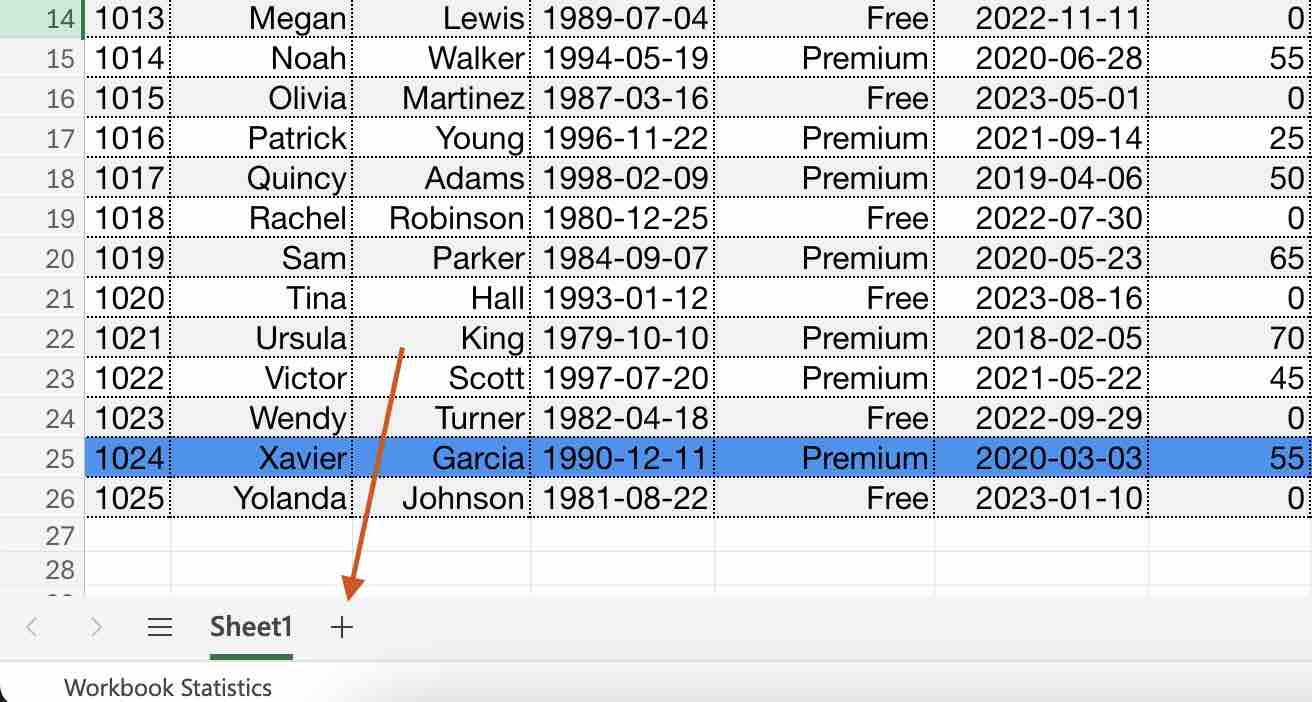 14 1013 Megan Lewis 1989-07-04 Free 2022-11-11 0
15 1014 Noah Walker 1994-05-19 Premium 2020-06-28 55
16 1015 Olivia Martinez 1987-03-16 Free 2023-05-01 0
17 1016 Patrick Young 1996-11-22 Premium 2021-09-14 25
18 1017 Quincy Adams 1998-02-09 Premium 2019-04-06 50
19 1018 Rachel Robinson 1980-12-25 Free 2022-07-30 0
20 1019 Sam Parker 1984-09-07 Premium 2020-05-23 65
21 1020 Tina Hall 1993-01-12 Free 2023-08-16 0
22 1021 Ursula King 1979-10-10 Premium 2018-02-05 70
23 1022 Victor Scott 1997-07-20 Premium 2021-05-22 45
24 1023 Wendy Turner 1982-04-18 Free 2022-09-29 0
25 1024 Xavier Garcia 1990-12-11 Premium 2020-03-03 55
26 1025 Yolanda Johnson 1981-08-22 Free 2023-01-10 0
27
28
Sheet1 +
Workbook Statistics